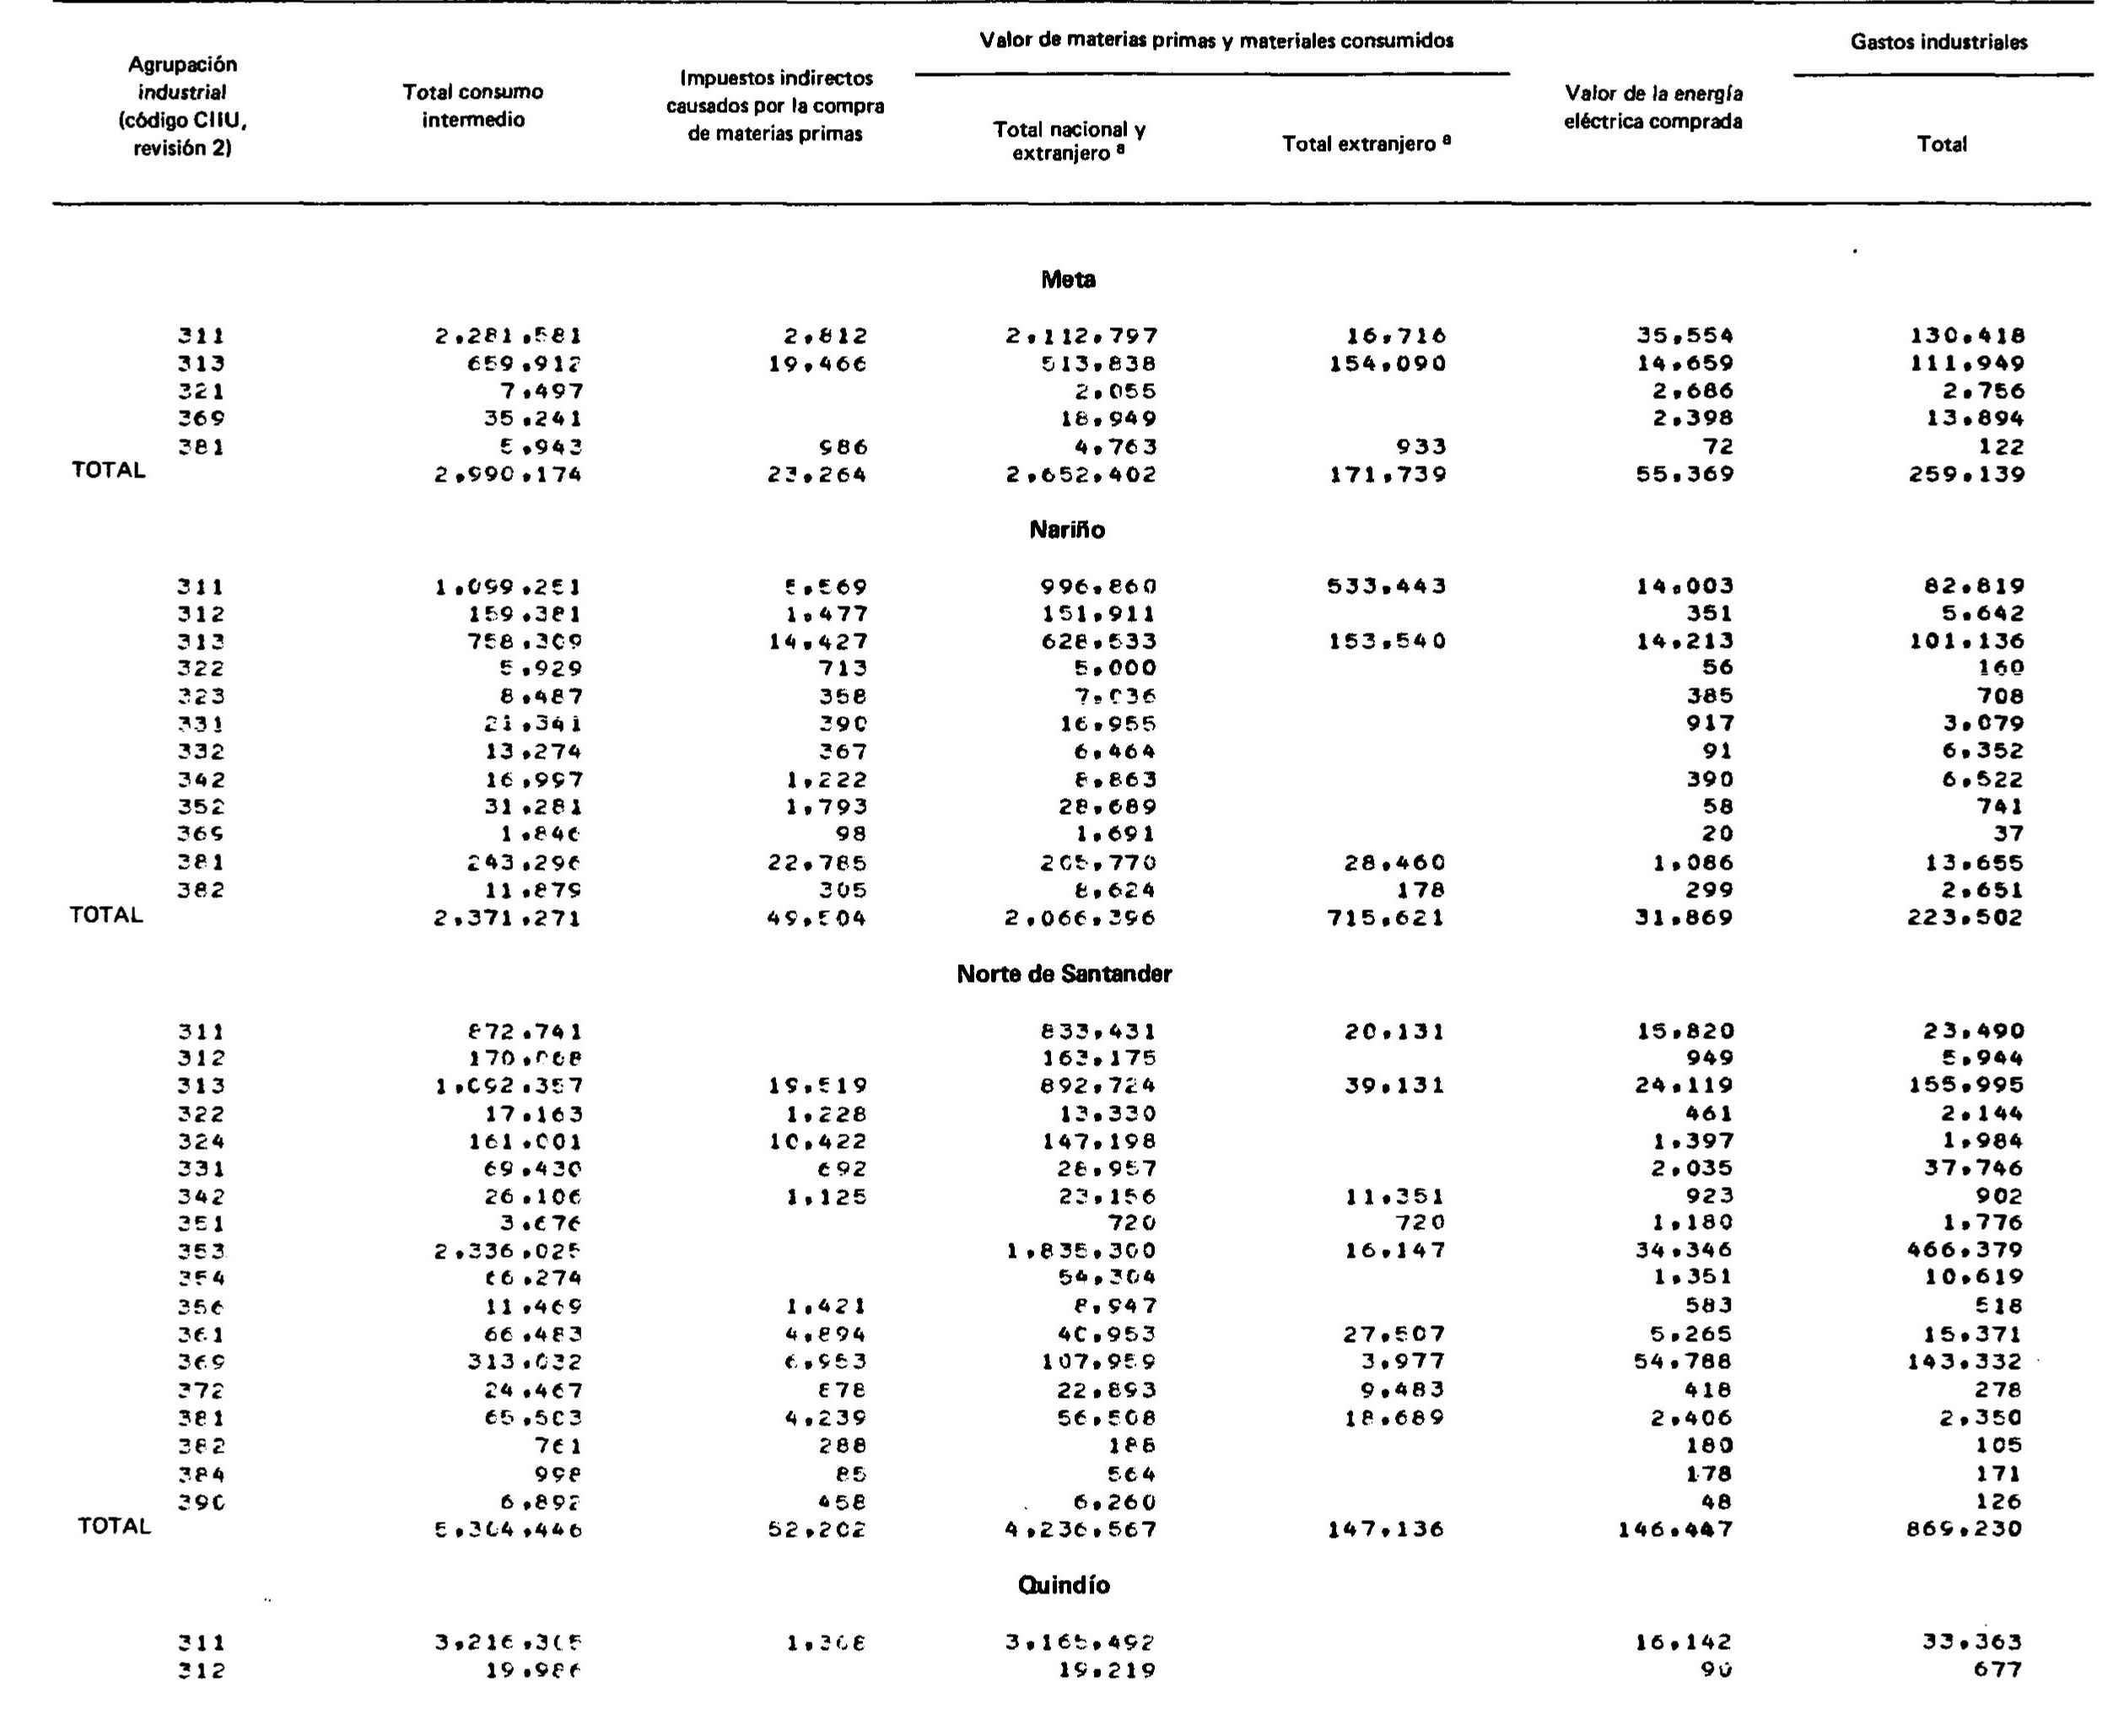 Agrupación
industrial
(código CIIU,
revisión 2)
Total consumo
intermedio
Impuestos indirectos
causados por la compra
de materias primas
Valor de materias primas y materiales consumidos
Total nacional y
extranjero a
Total extranjero a
Valor de la energía
eléctrica comprada
Gastos industriales
Total
Meta
311 2.281.581 2.812 2.112.797 16.716 35.554 130.418
313 659.912 19.466 513.838 154.090 14.659 111.949
321 7.497 2.055 2.686 2.756
369 35.241 18.949 2.398 13.894
381 5.943 986 4.763 933 72 122
TOTAL 2.990.174 23.264 2.652.402 171.739 55.369 259.139
Nariño
311 1.099.251 5.569 996.860 533.443 14.003 82.819
312 159.381 1.477 151.911 351 5.642
313 758.309 14.427 628.533 153.540 14.213 101.136
322 5.929 713 5.000 56 160
323 8.487 358 7.036 385 708
331 21.341 390 16.955 917 3.079
332 13.274 367 6.464 91 6.352
342 16.997 1.222 8.863 390 6.522
352 31.281 1.793 28.689 58 741
369 1.846 98 1.691 20 37
381 243.296 22.785 205.770 28.460 1.086 13.655
382 11.879 305 8.624 178 299 2.651
TOTAL 2.371.271 49.504 2.066.396 715.621 31.869 223.502
Norte de Santander
311 872.741 833.431 20.131 15.820 23.490
312 170.068 163.175 949 5.944
313 1.092.357 19.519 892.724 39.131 24.119 155.995
322 17.163 1.228 13.330 461 2.144
324 161.001 10.422 147.198 1.397 1.984
331 69.430 692 28.957 2.035 37.746
342 26.106 1.125 23.156 11.351 923 902
351 3.676 720 720 1.180 1.776
353 2.336.025 1.835.300 16.147 34.346 466.379
354 66.274 54.304 1.351 10.619
356 11.469 1.421 8.947 583 518
361 66.483 4.894 40.953 27.507 5.265 15.371
369 313.032 6.953 107.959 3.977 54.788 143.332
372 24.467 878 22.893 9.483 418 278
381 65.503 4.239 56.508 18.689 2.406 2.350
382 761 288 188 180 105
384 998 85 564 178 171
390 6.892 458 6.260 48 126
TOTAL 5.304.446 52.202 4.236.567 147.136 146.447 869.230
Quindío
311 3.216.305 1.308 3.165.492 16.142 33.363
312 19.986 19.219 90 677